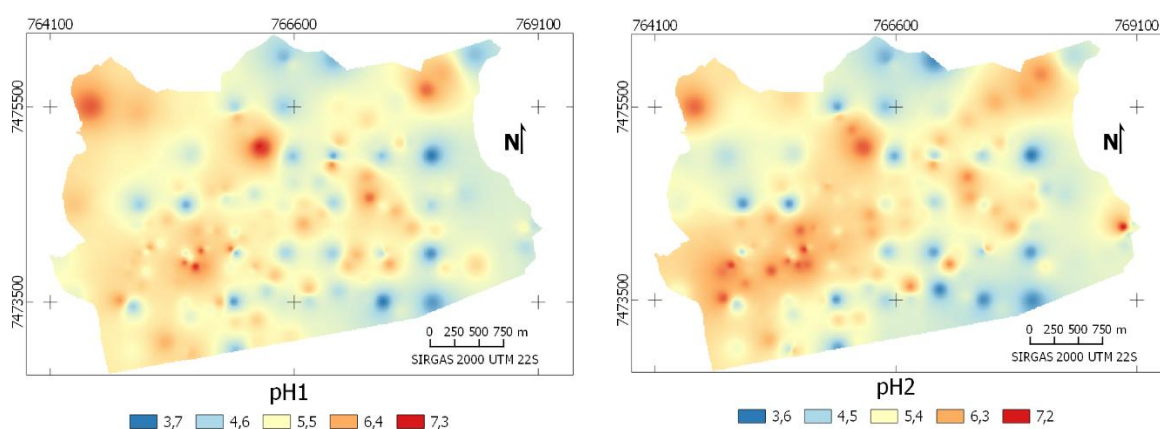 764100 766600 769100
7475500
7473500
N
0 250 500 750 m
SIRGAS 2000 UTM 22S
pH1
3,7 4,6 5,5 6,4 7,3
764100 766600 769100
7475500
7473500
N
0 250 500 750 m
SIRGAS 2000 UTM 22S
pH2
3,6 4,5 5,4 6,3 7,2